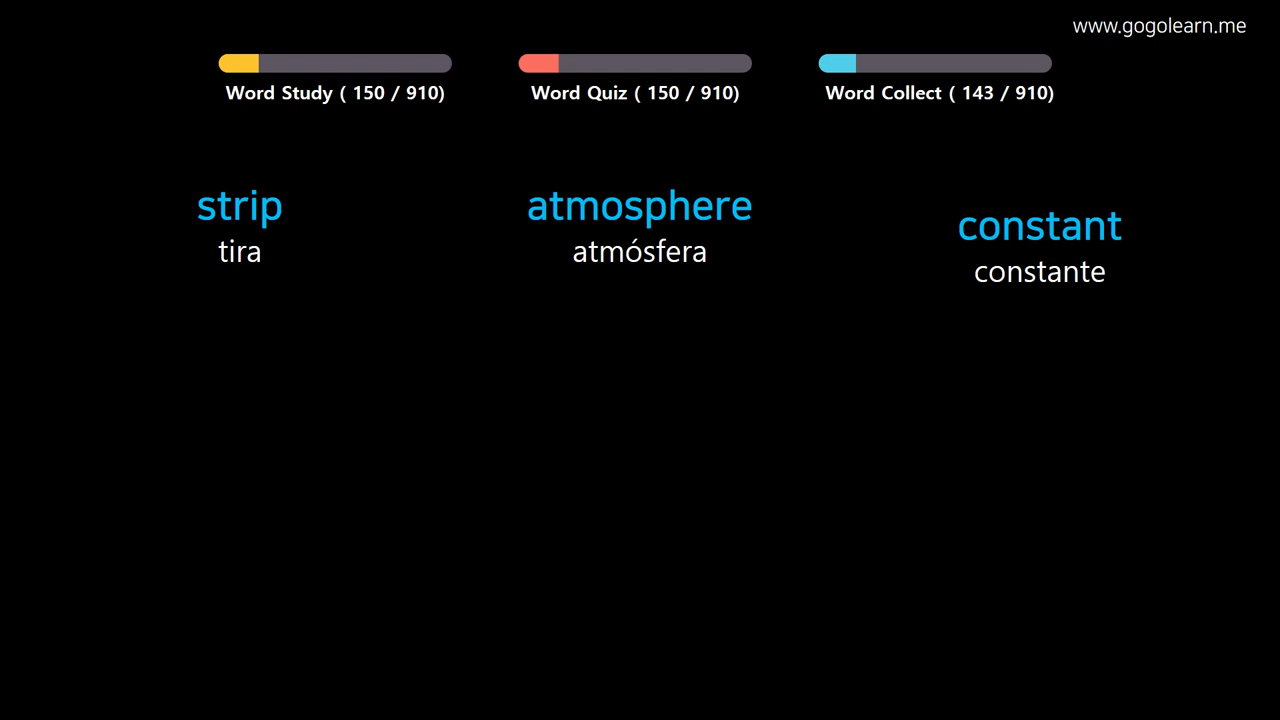 www.gogolearn.me
Word Study ( 150 / 910)
Word Quiz ( 150 / 910)
Word Collect ( 143 / 910)
strip
tira
atmosphere
atmósfera
constant
constante